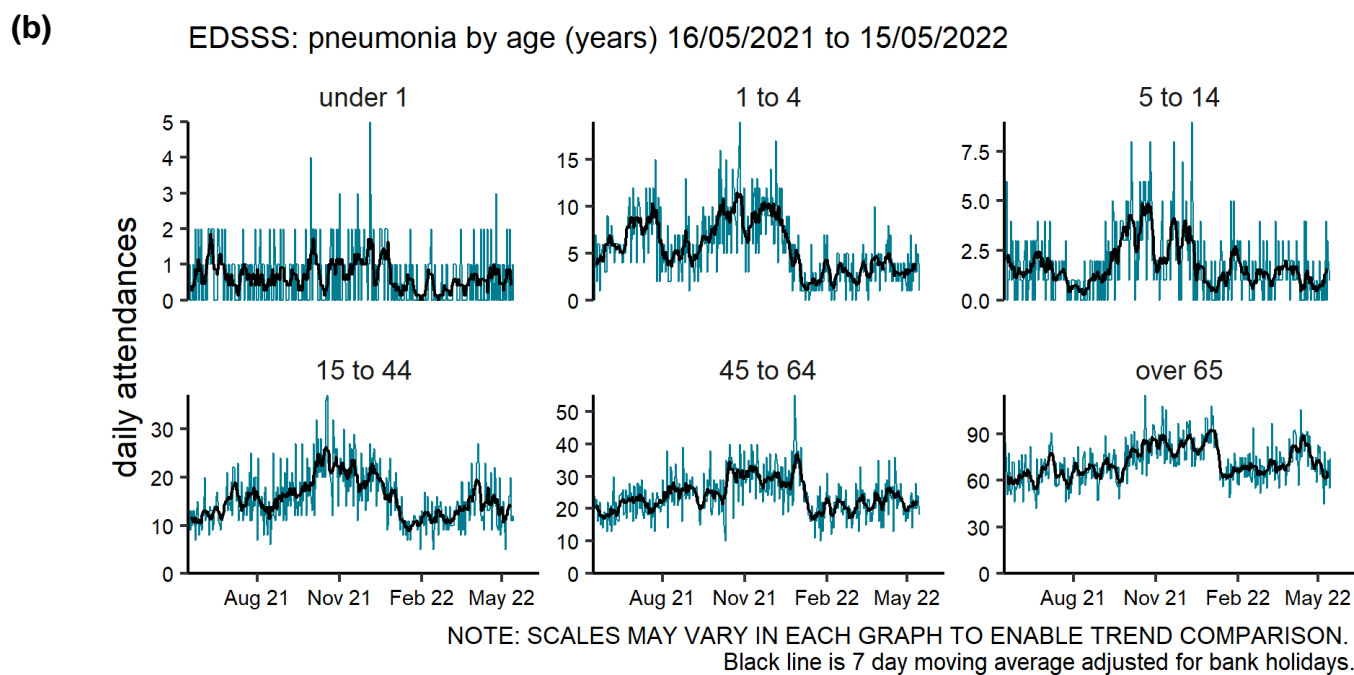 (b)
EDSSS: pneumonia by age (years) 16/05/2021 to 15/05/2022
daily attendances
under 1
5
4
3
2
1
0
1 to 4
15
10
5
0
5 to 14
7.5
5.0
2.5
0.0
15 to 44
30
20
10
0
Aug 21 Nov 21 Feb 22 May 22
45 to 64
50
40
30
20
10
0
Aug 21 Nov 21 Feb 22 May 22
over 65
90
60
30
0
Aug 21 Nov 21 Feb 22 May 22
NOTE: SCALES MAY VARY IN EACH GRAPH TO ENABLE TREND COMPARISON.
Black line is 7 day moving average adjusted for bank holidays.